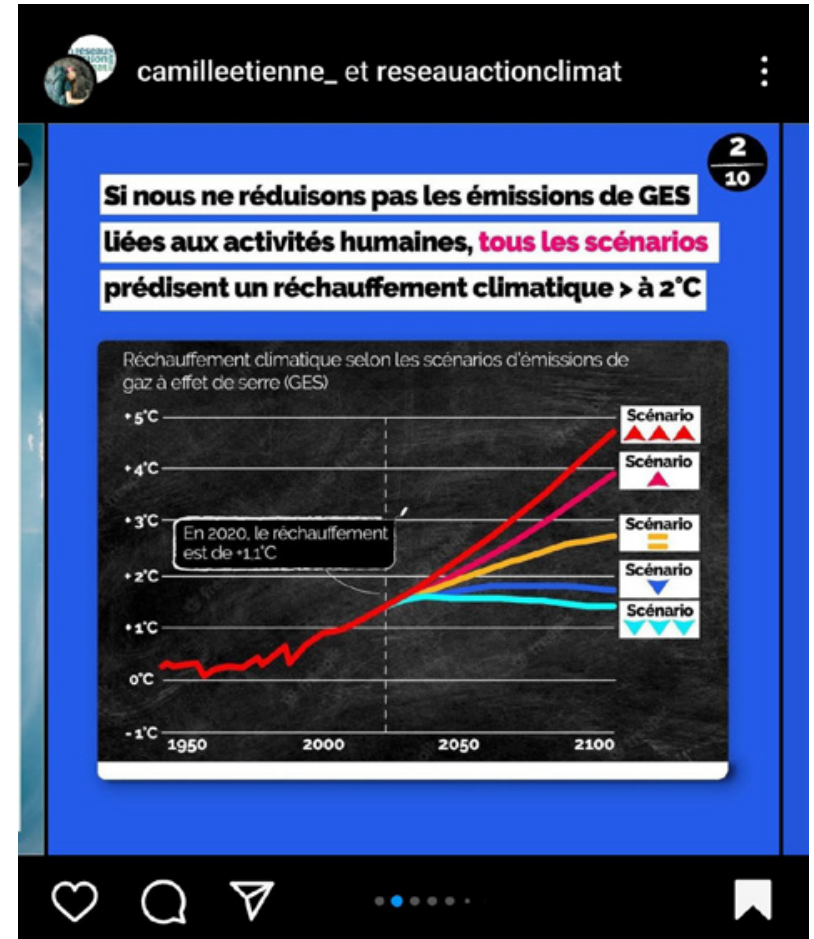 camilleetienne_ et reseauactionclimat
2
10
Si nous ne réduisons pas les émissions de GES
liées aux activités humaines, tous les scénarios
prédisent un réchauffement climatique > à 2°C
Réchauffement climatique selon les scénarios d'émissions de
gaz à effet de serre (GES)
+5°C
+4°C
+3°C
+2°C
+1°C
0°C
-1°C
En 2020, le réchauffement
est de +1.1°C
Scénario
Scénario
Scénario
Scénario
Scénario
1950 2000 2050 2100